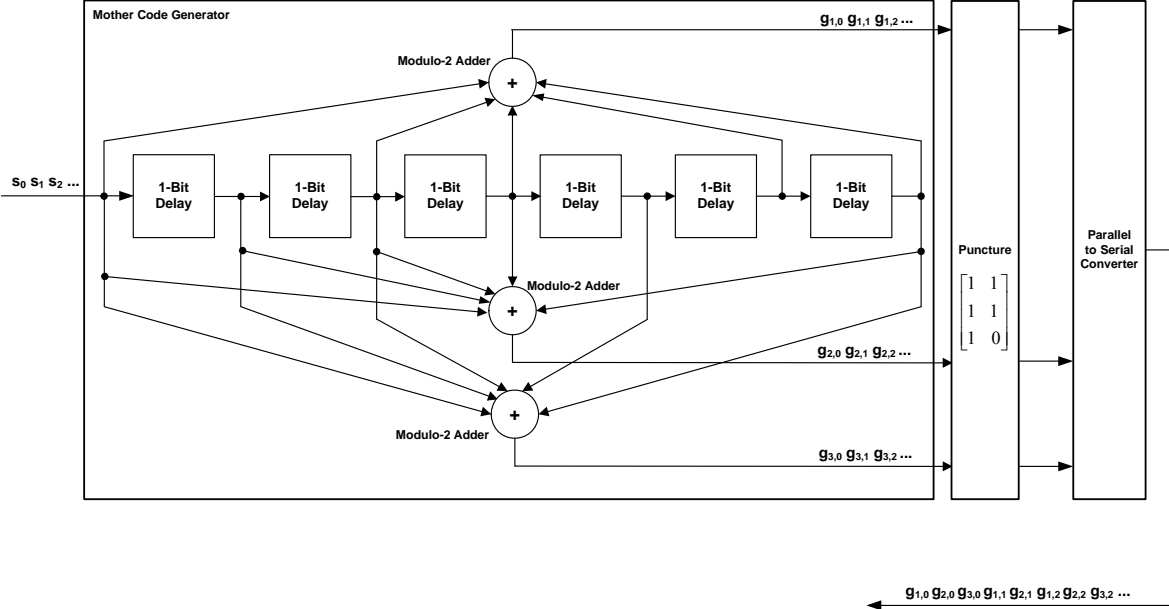 Mother Code Generator
g1,0 g1,1 g1,2 ...
Modulo-2 Adder
+
s0 s1 s2 ...
1-Bit
Delay
1-Bit
Delay
1-Bit
Delay
1-Bit
Delay
1-Bit
Delay
1-Bit
Delay
Modulo-2 Adder
+
g2,0 g2,1 g2,2 ...
+
Modulo-2 Adder
g3,0 g3,1 g3,2 ...
Puncture
1 1
1 1
1 0
Parallel
to Serial
Converter
g1,0 g2,0 g3,0 g1,1 g2,1 g1,2 g2,2 g3,2 ...